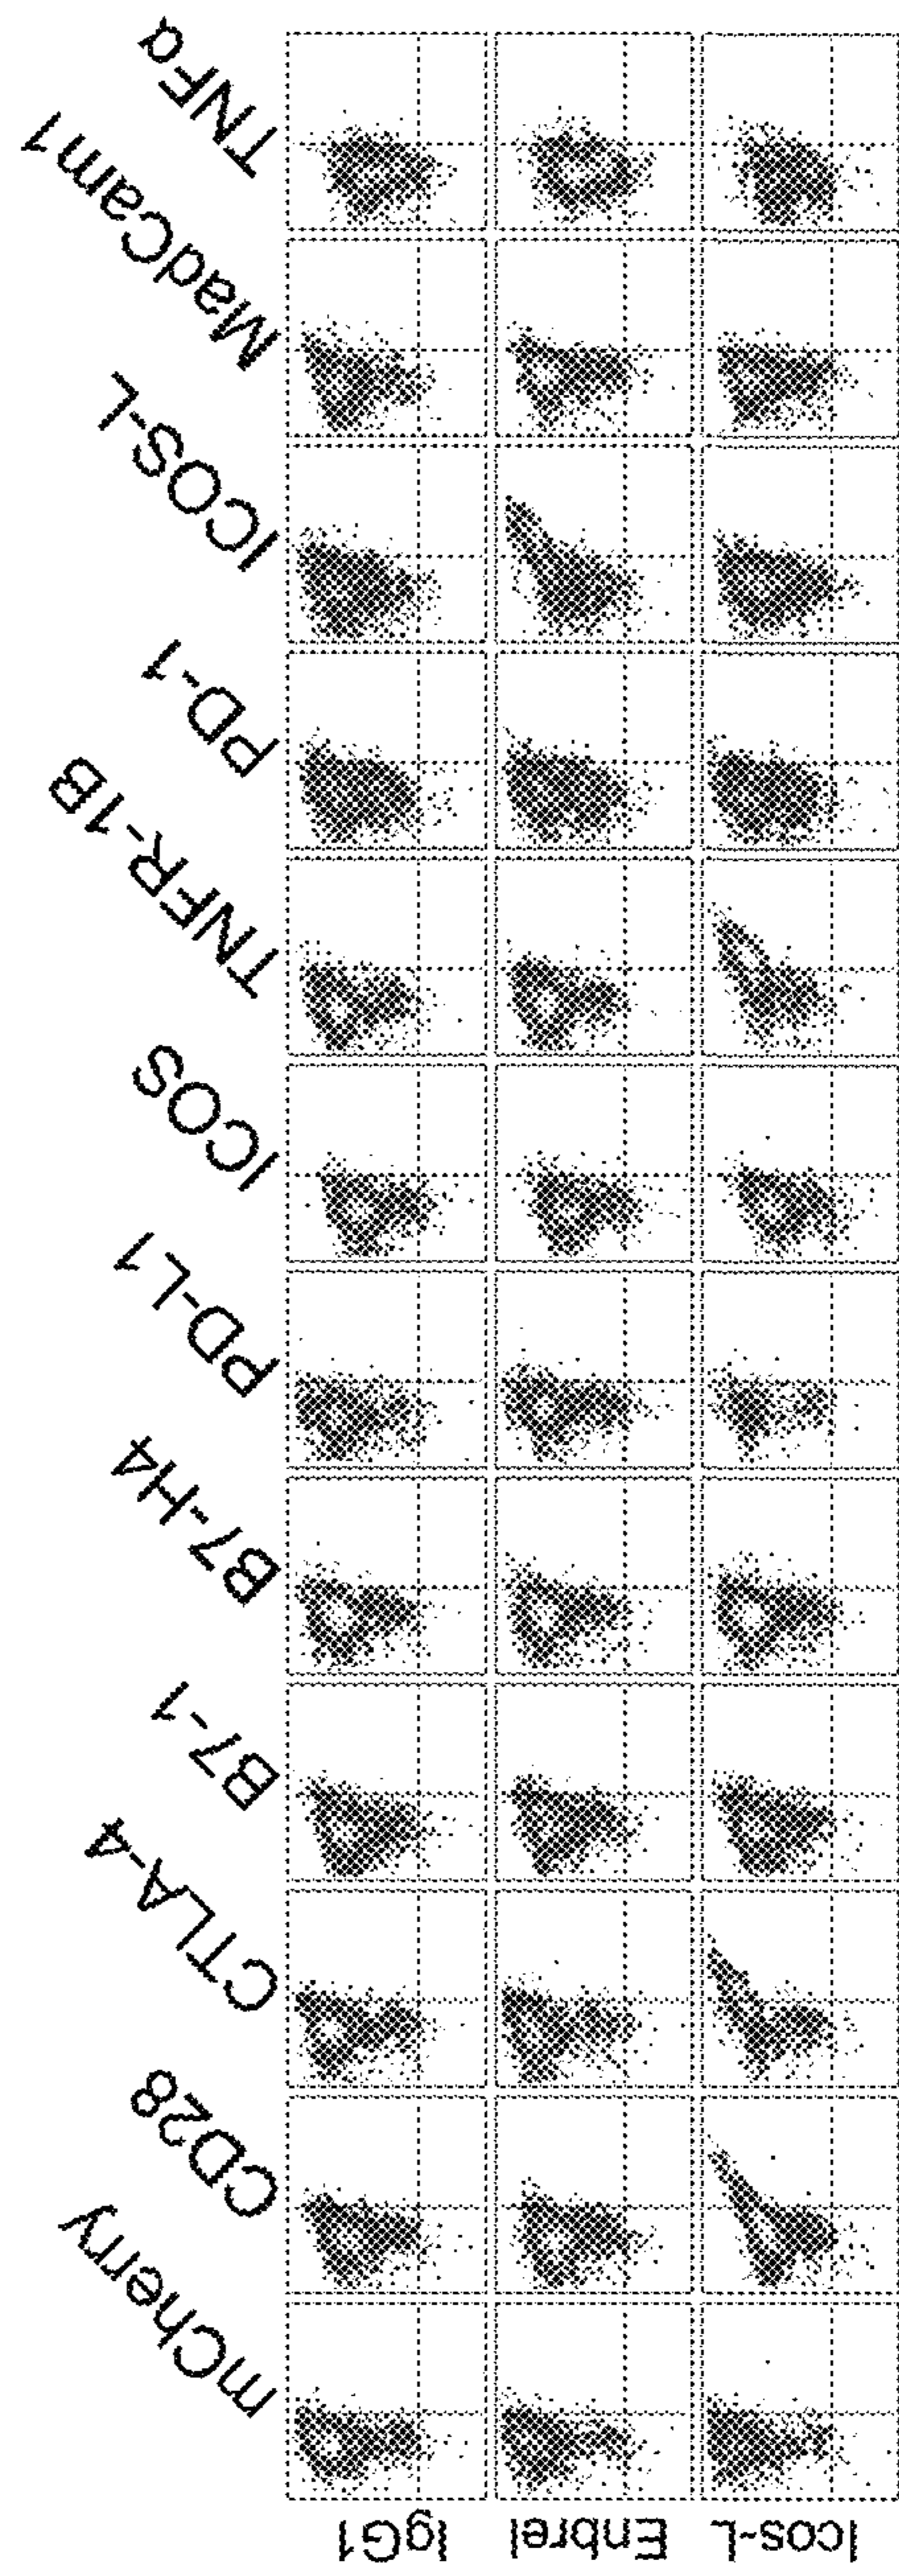 TNFα
MadCam1
ICOS-L
PD-1
TNFR-1B
ICOS
PD-L1
B7-H4
B7-1
CTLA-4
CD28
mCherry
IgG1
Enbrel
Icos-L